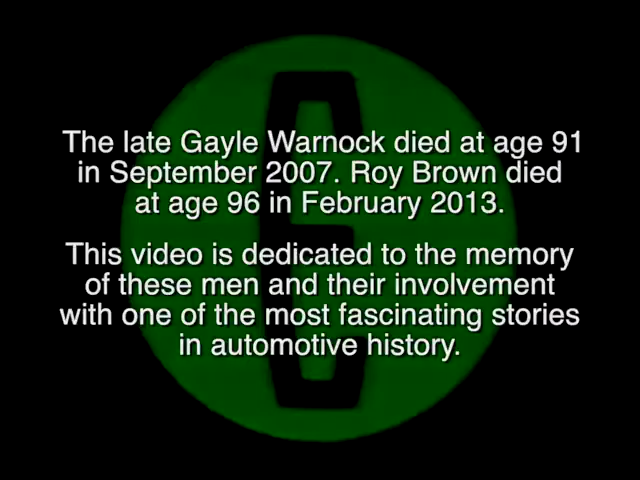 The late Gayle Warnock died at age 91
in September 2007. Roy Brown died
at age 96 in February 2013.
This video is dedicated to the memory
of these men and their involvement
with one of the most fascinating stories
in automotive history.